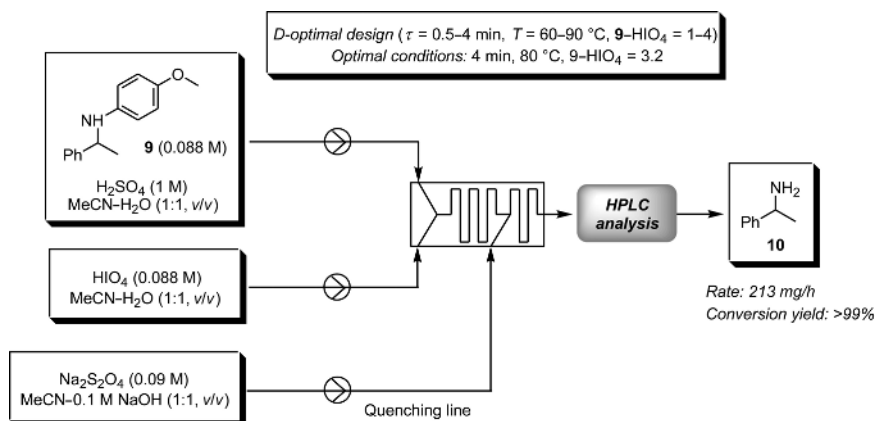 D-optimal design (τ = 0.5–4 min, T = 60–90 °C, 9–HIO₄ = 1–4)
Optimal conditions: 4 min, 80 °C, 9–HIO₄ = 3.2
O
NH
Ph
9 (0.088 M)
H₂SO₄ (1 M)
MeCN–H₂O (1:1, v/v)
HIO₄ (0.088 M)
MeCN–H₂O (1:1, v/v)
Na₂S₂O₄ (0.09 M)
MeCN–0.1 M NaOH (1:1, v/v)
Quenching line
HPLC
analysis
NH₂
Ph
10
Rate: 213 mg/h
Conversion yield: >99%